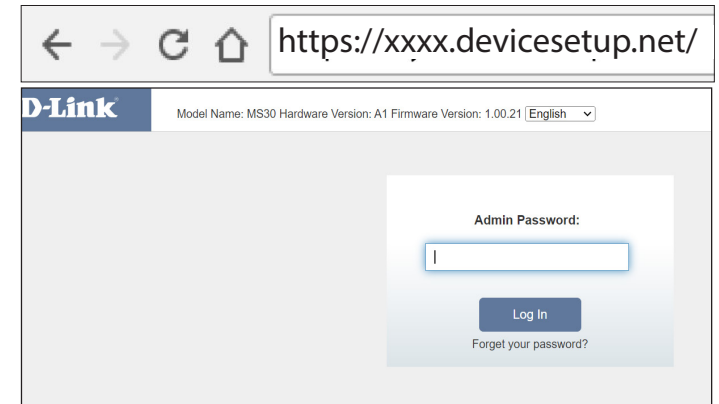 https://xxxx.devicesetup.net/
D-Link
Model Name: MS30 Hardware Version: A1 Firmware Version: 1.00.21 English
Admin Password:
Log In
Forget your password?